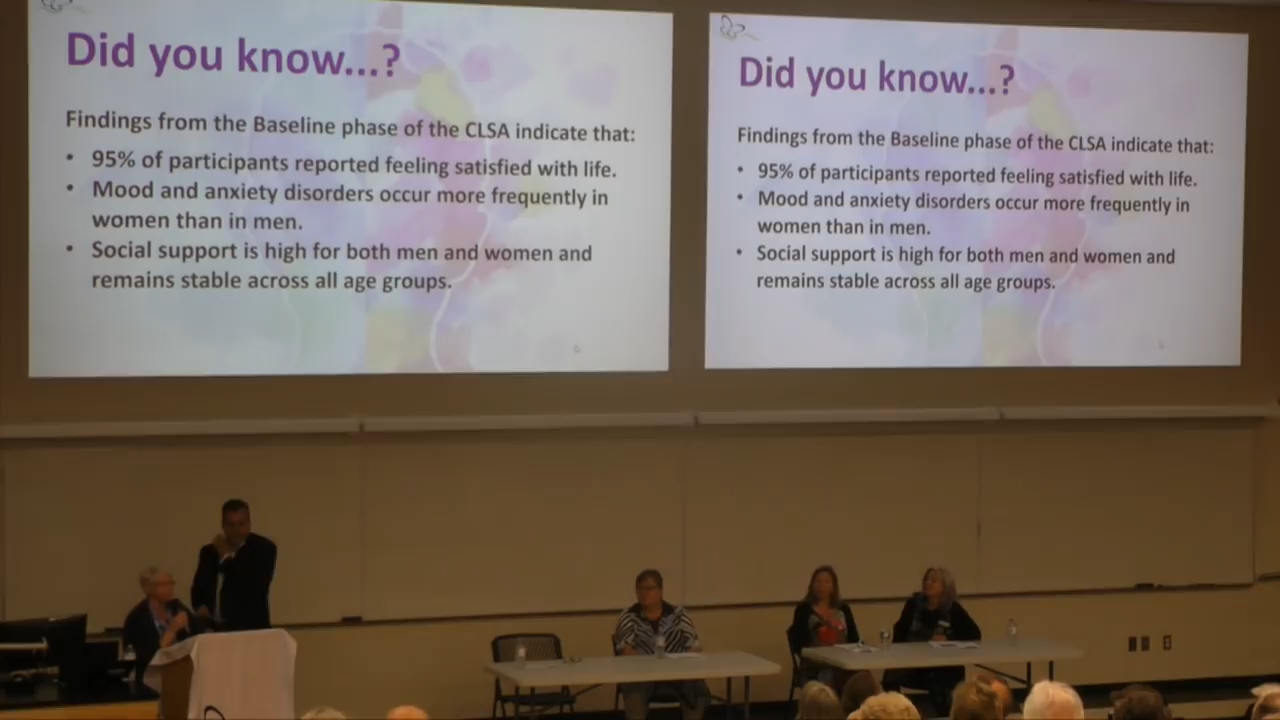 Did you know...?
Findings from the Baseline phase of the CLSA indicate that:
• 95% of participants reported feeling satisfied with life.
• Mood and anxiety disorders occur more frequently in
women than in men.
• Social support is high for both men and women and
remains stable across all age groups.
Did you know...?
Findings from the Baseline phase of the CLSA indicate that:
• 95% of participants reported feeling satisfied with life.
• Mood and anxiety disorders occur more frequently in
women than in men.
• Social support is high for both men and women and
remains stable across all age groups.